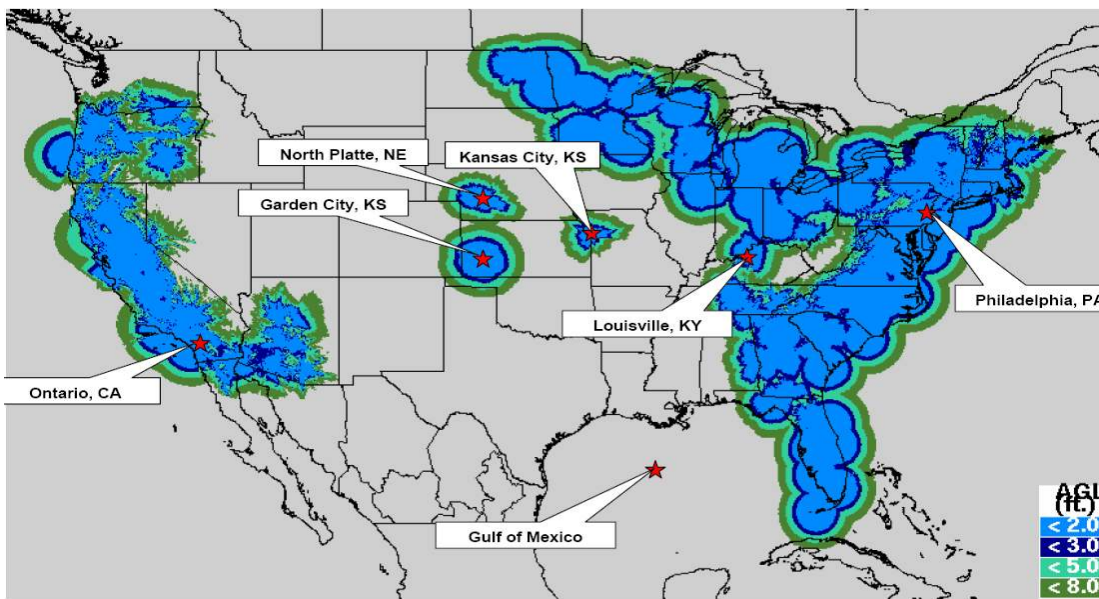 North Platte, NE
Kansas City, KS
Garden City, KS
Philadelphia, PA
Louisville, KY
Ontario, CA
Gulf of Mexico
AGL
(ft.)
< 2.0
< 3.0
< 5.0
< 8.0